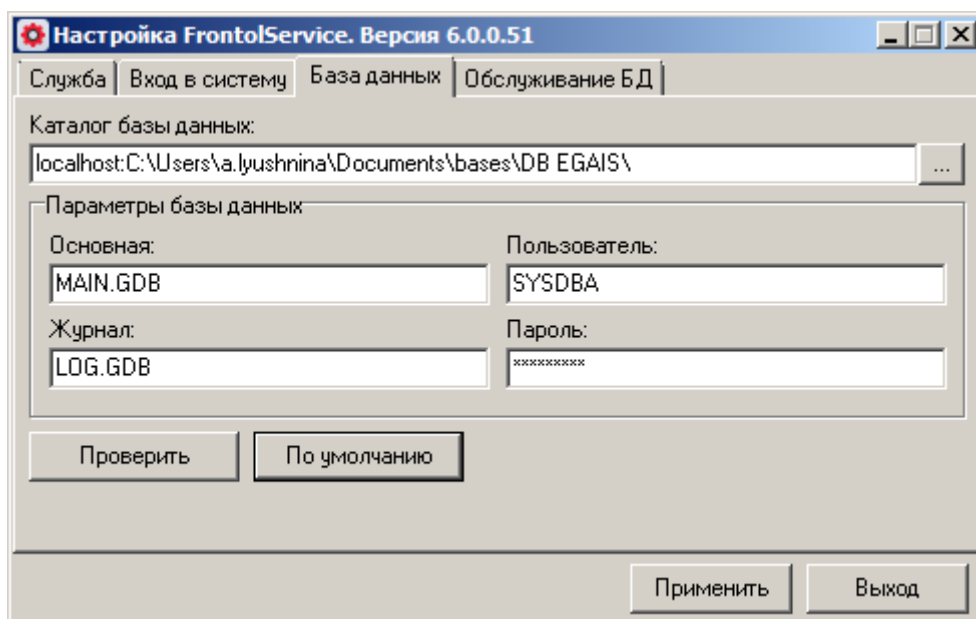 Настройка FrontolService. Версия 6.0.0.51
Служба Вход в систему База данных Обслуживание БД
Каталог базы данных:
localhost:C:\Users\a.lyushnina\Documents\bases\DB EGAIS\ ...
Параметры базы данных
Основная: Пользователь:
MAIN.GDB SYSDBA
Журнал: Пароль:
LOG.GDB *********
Проверить По умолчанию
Применить Выход